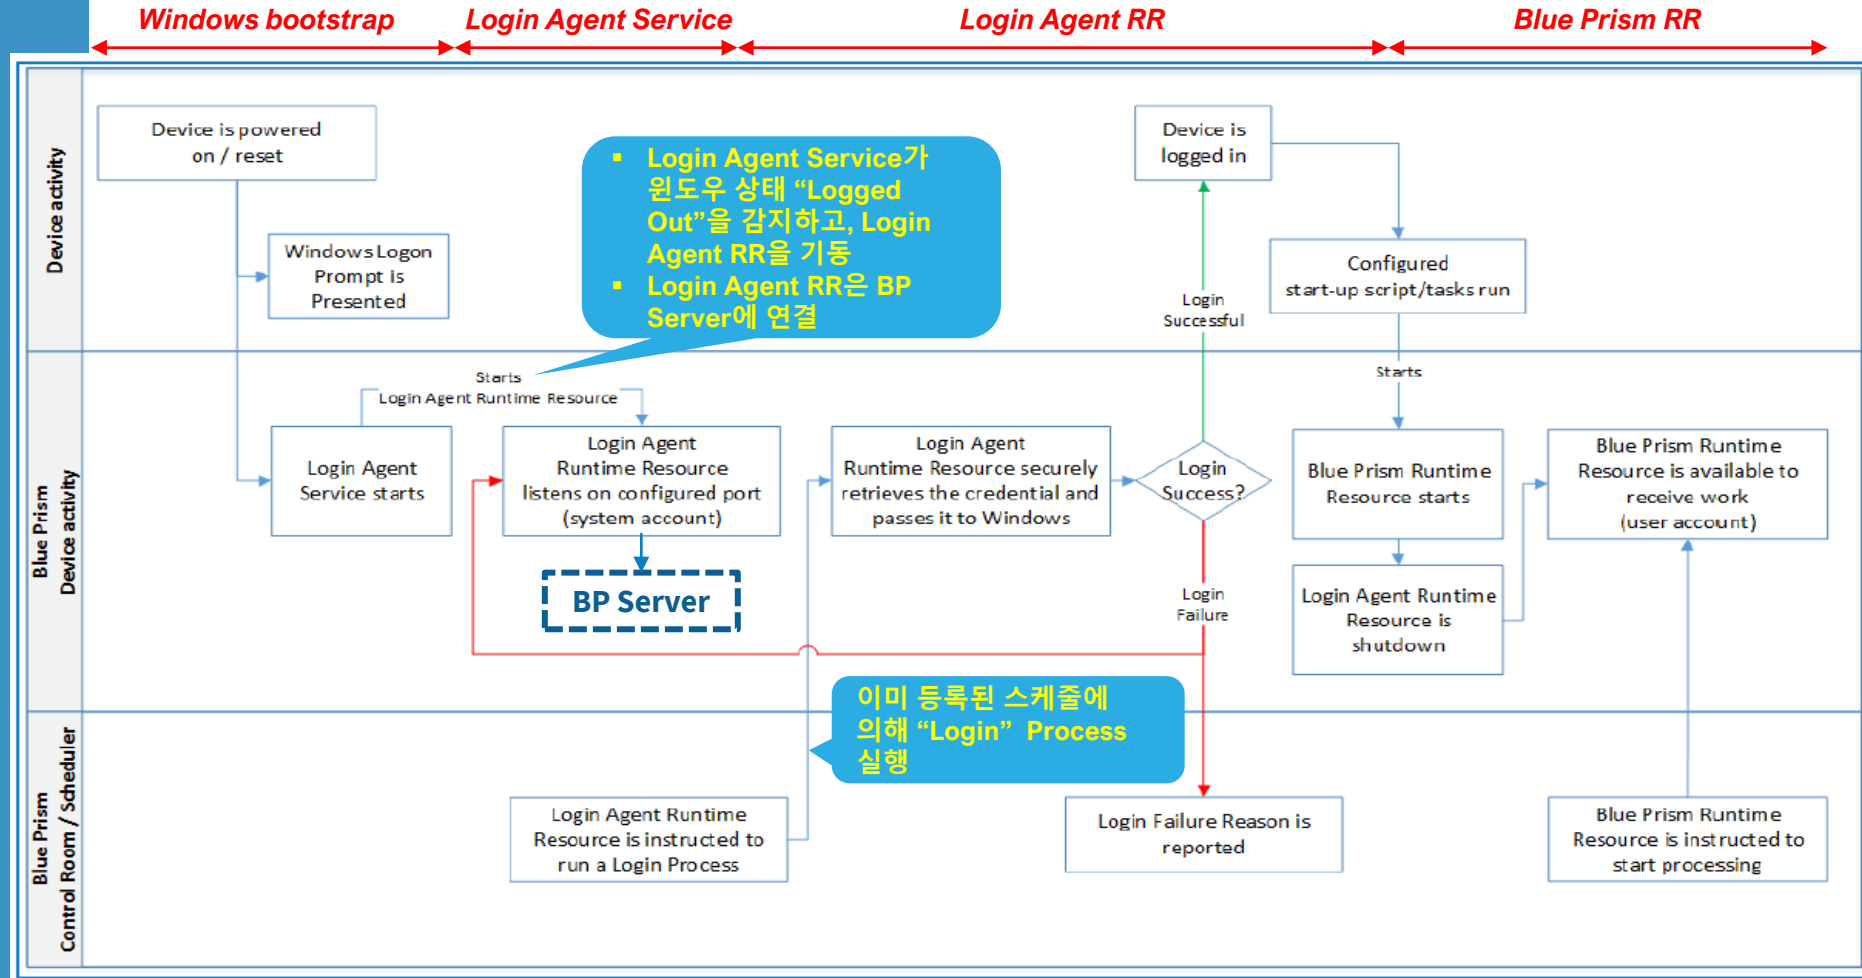 Windows bootstrap
Login Agent Service
Login Agent RR
Blue Prism RR
Device activity
Device is powered
on / reset
Windows Logon
Prompt is
Presented
▪ Login Agent Service가
윈도우 상태 “Logged
Out”을 감지하고, Login
Agent RR을 기동
▪ Login Agent RR은 BP
Server에 연결
Device is
logged in
Configured
start-up script/tasks run
Login
Successful
Blue Prism
Device activity
Starts
Login Agent Runtime Resource
Starts
Login Agent
Service starts
Login Agent
Runtime Resource
listens on configured port
(system account)
BP Server
Login Agent
Runtime Resource securely
retrieves the credential and
passes it to Windows
Login
Success?
Login
Failure
Blue Prism Runtime
Resource starts
Login Agent Runtime
Resource is
shutdown
Blue Prism Runtime
Resource is available to
receive work
(user account)
Blue Prism
Control Room / Scheduler
이미 등록된 스케줄에
의해 “Login” Process
실행
Login Agent Runtime
Resource is instructed to
run a Login Process
Login Failure Reason is
reported
Blue Prism Runtime
Resource is instructed to
start processing